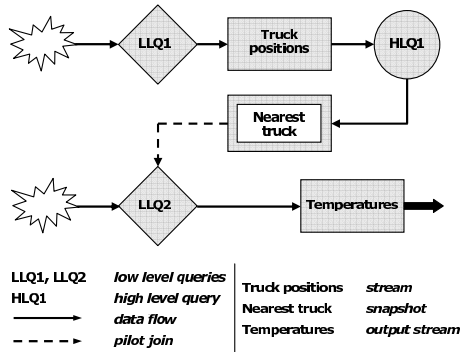 LLQ1
Truck
positions
HLQ1
Nearest
truck
LLQ2
Temperatures
LLQ1, LLQ2 low level queries
HLQ1 high level query
data flow
pilot join
Truck positions stream
Nearest truck snapshot
Temperatures output stream